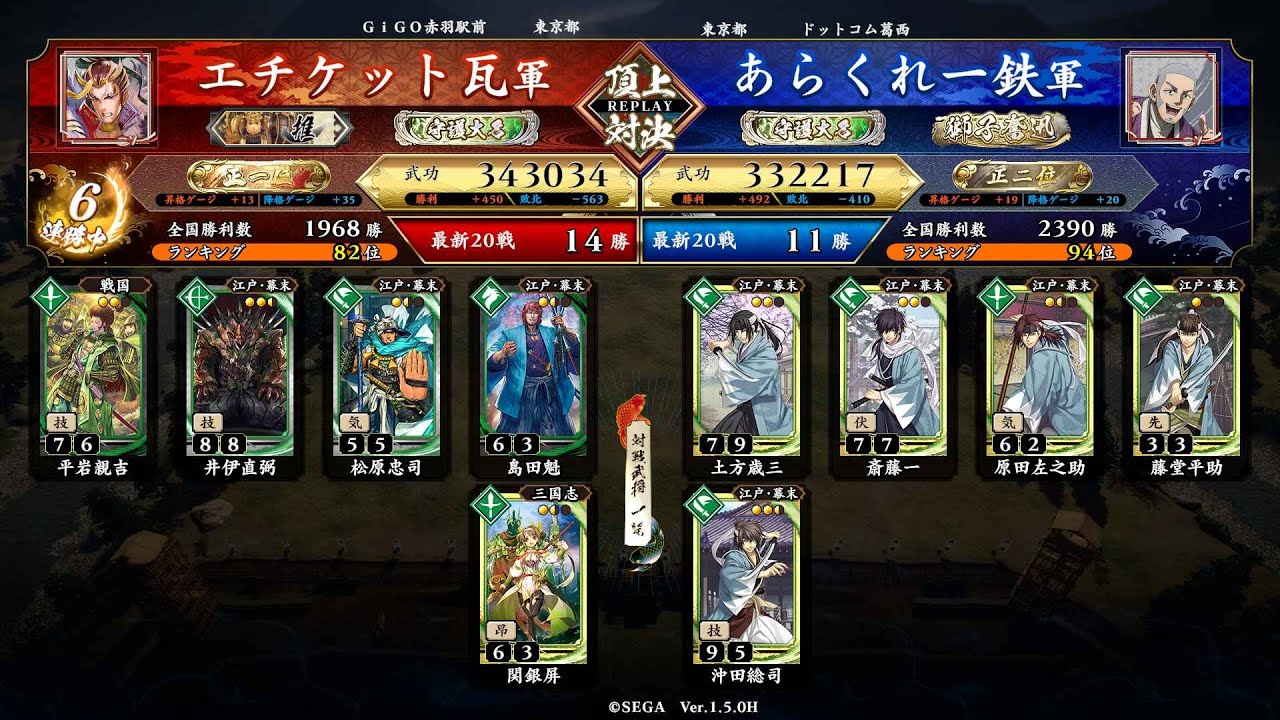 GiGO赤羽駅前 東京都 東京都 ドットコム葛西
エチケット瓦軍 頂上 REPLAY 対決 あらくれ一鉄軍
推 守護大名 守護大名 獅子奮迅
正一位 武功 343034 武功 332217 正二位
昇格ゲージ +13 降格ゲージ +35 勝利 +450 敗北 -563 勝利 +492 敗北 -410 昇格ゲージ +19 降格ゲージ +20
6
連勝中
全国勝利数 1968勝 最新20戦 14勝 最新20戦 11勝 全国勝利数 2390勝
ランキング 82位 ランキング 94位
戦国 江戸・幕末 江戸・幕末 江戸・幕末 江戸・幕末 江戸・幕末 江戸・幕末 江戸・幕末
技 技 気 伏 気 先
7 6 8 8 5 5 6 3 7 9 7 7 6 2 3 3
平岩親吉 井伊直弼 松原忠司 島田魁 土方歳三 斎藤一 原田左之助 藤堂平助
対戦武将一覧
三国志 江戸・幕末
昂 技
6 3 9 5
関銀屏 沖田総司
©SEGA Ver.1.5.0H